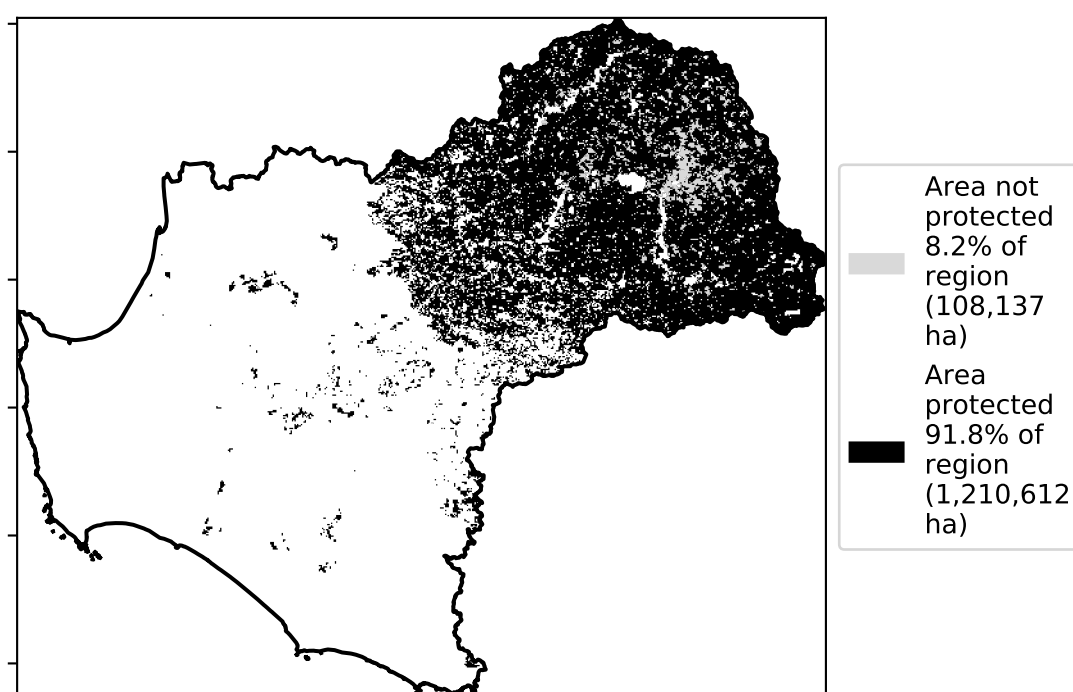 Area not
protected
8.2% of
region
(108,137
ha)
Area
protected
91.8% of
region
(1,210,612
ha)